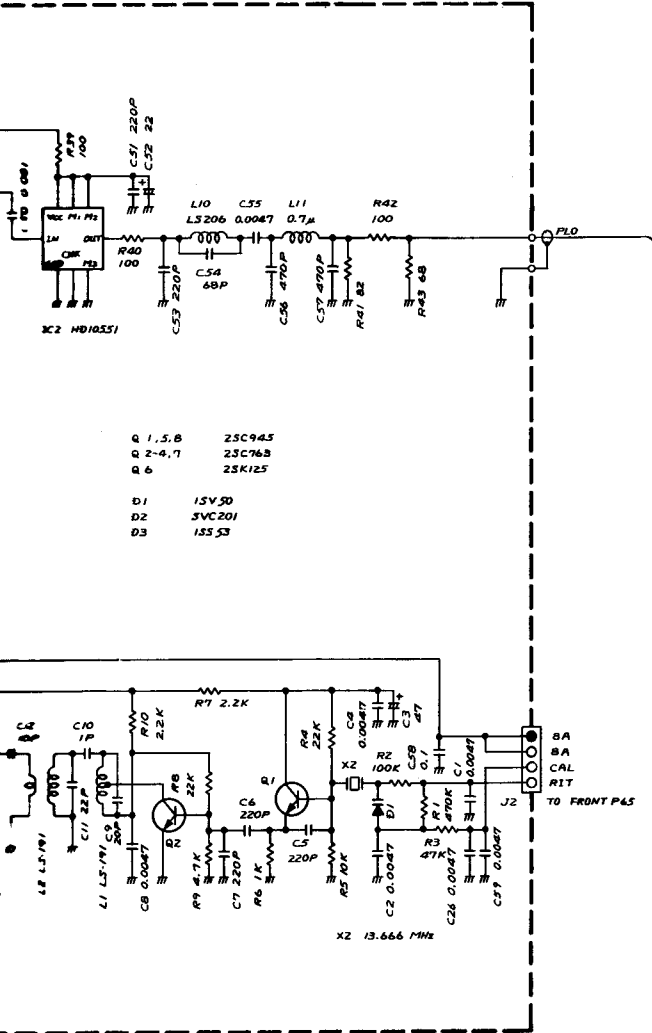 R39
100
C51 220P
C52 22
+
VCC M1 M2
IN
OUT
M3
R40
100
C53 220P
L10
LS206
C54
68P
C55
0.0047
L11
0.7μ
C56 470P
C57 470P
R41 82
R42
100
R43 68
PLO
IC2 HD10551
Q 1,5,8 2SC945
Q 2-4,7 2SC763
Q 6 2SK125
D1 1SV50
D2 SVC201
D3 1SS53
C10
1P
L2 LS-191
C11 22P
C9
20P
L1 LS-191
R10
2.2K
C8 0.0047
R7 2.2K
R8
22K
Q2
R9 4.7K
C7 220P
C6
220P
R6 1K
Q1
C5
220P
R4
22K
R5 10K
C4
0.0047
C3
47
+
X2
R2
100K
D1
C2 0.0047
C58
0.1
R1
470K
C1
0.0047
R3
47K
C26 0.0047
C59 0.0047
8A
8A
CAL
RIT
J2
TO FRONT P65
X2 13.666 MHz